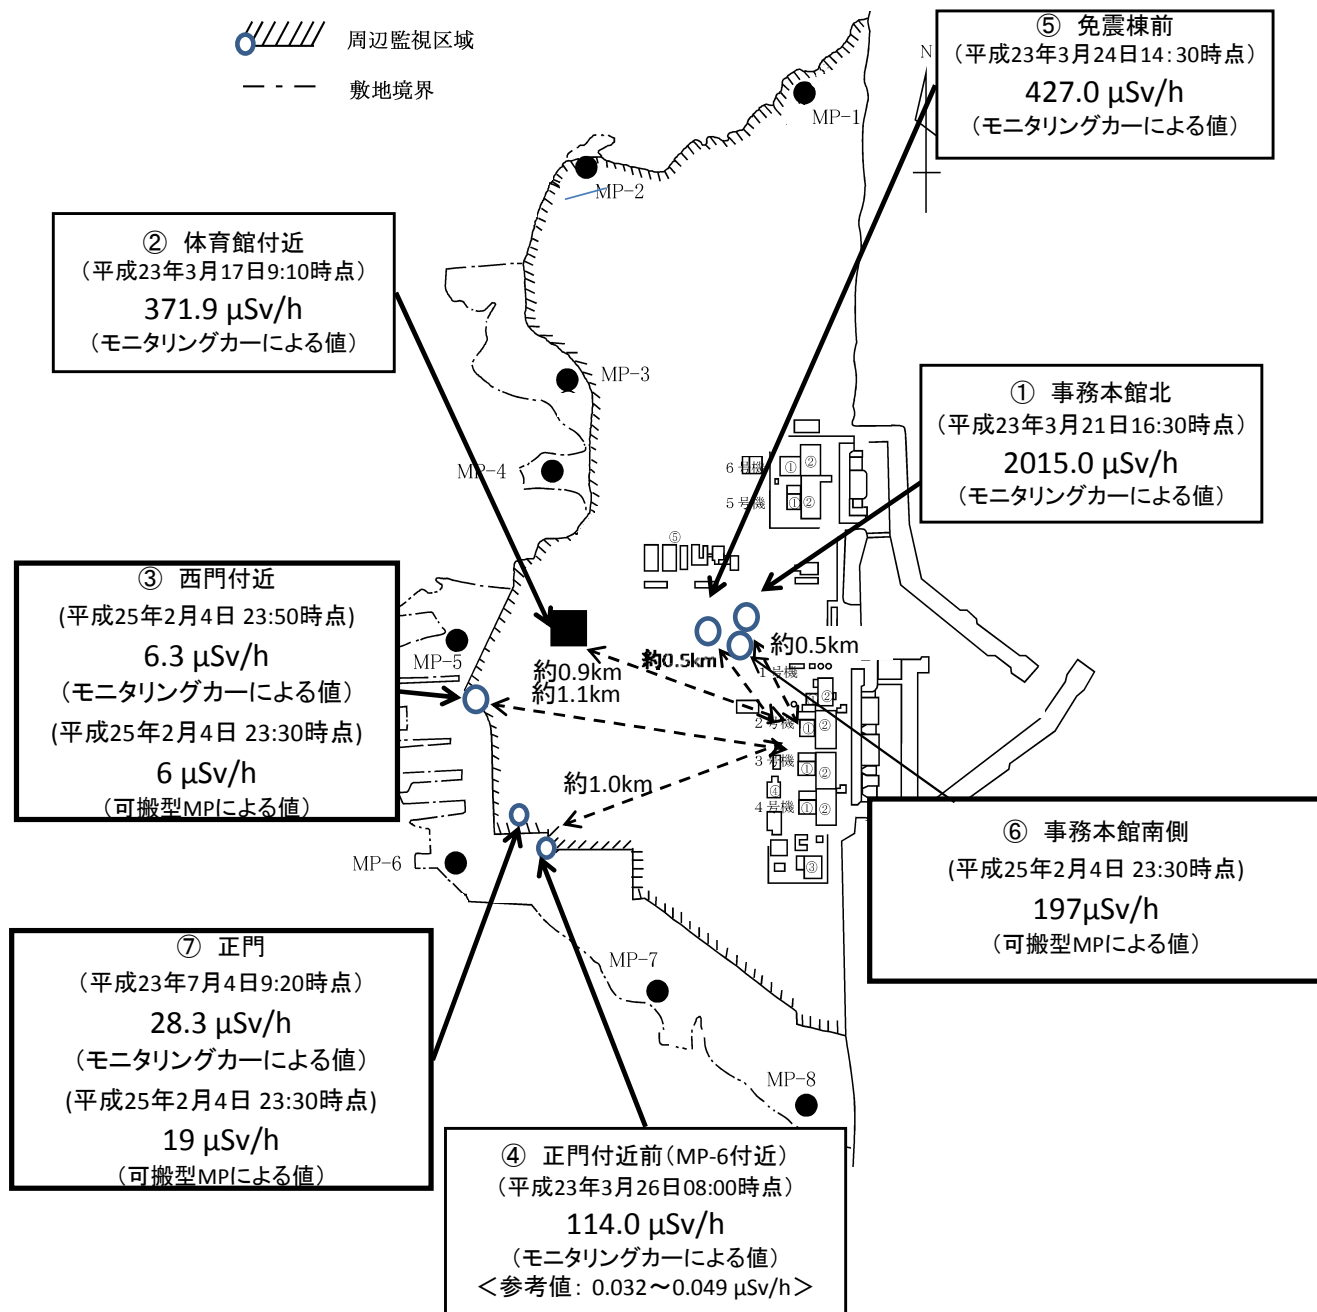 周辺監視区域
敷地境界
⑤ 免震棟前
（平成23年3月24日14:30時点）
427.0 μSv/h
（モニタリングカーによる値）
N
MP-1
MP-2
② 体育館付近
（平成23年3月17日9:10時点）
371.9 μSv/h
（モニタリングカーによる値）
MP-3
① 事務本館北
（平成23年3月21日16:30時点）
2015.0 μSv/h
（モニタリングカーによる値）
MP-4
6号機
①
②
5号機
①
②
⑤
③ 西門付近
(平成25年2月4日 23:50時点)
6.3 μSv/h
（モニタリングカーによる値）
(平成25年2月4日 23:30時点)
6 μSv/h
（可搬型MPによる値）
MP-5
約0.9km
約1.1km
約0.5km
約0.5km
1号機
②
2号機
①
②
3号機
①
②
約1.0km
④
4号機
①
②
③
MP-6
⑥ 事務本館南側
(平成25年2月4日 23:30時点)
197μSv/h
（可搬型MPによる値）
⑦ 正門
（平成23年7月4日9:20時点）
28.3 μSv/h
（モニタリングカーによる値）
(平成25年2月4日 23:30時点)
19 μSv/h
（可搬型MPによる値）
MP-7
MP-8
④ 正門付近前（MP-6付近）
（平成23年3月26日08:00時点）
114.0 μSv/h
（モニタリングカーによる値）
＜参考値: 0.032～0.049 μSv/h＞